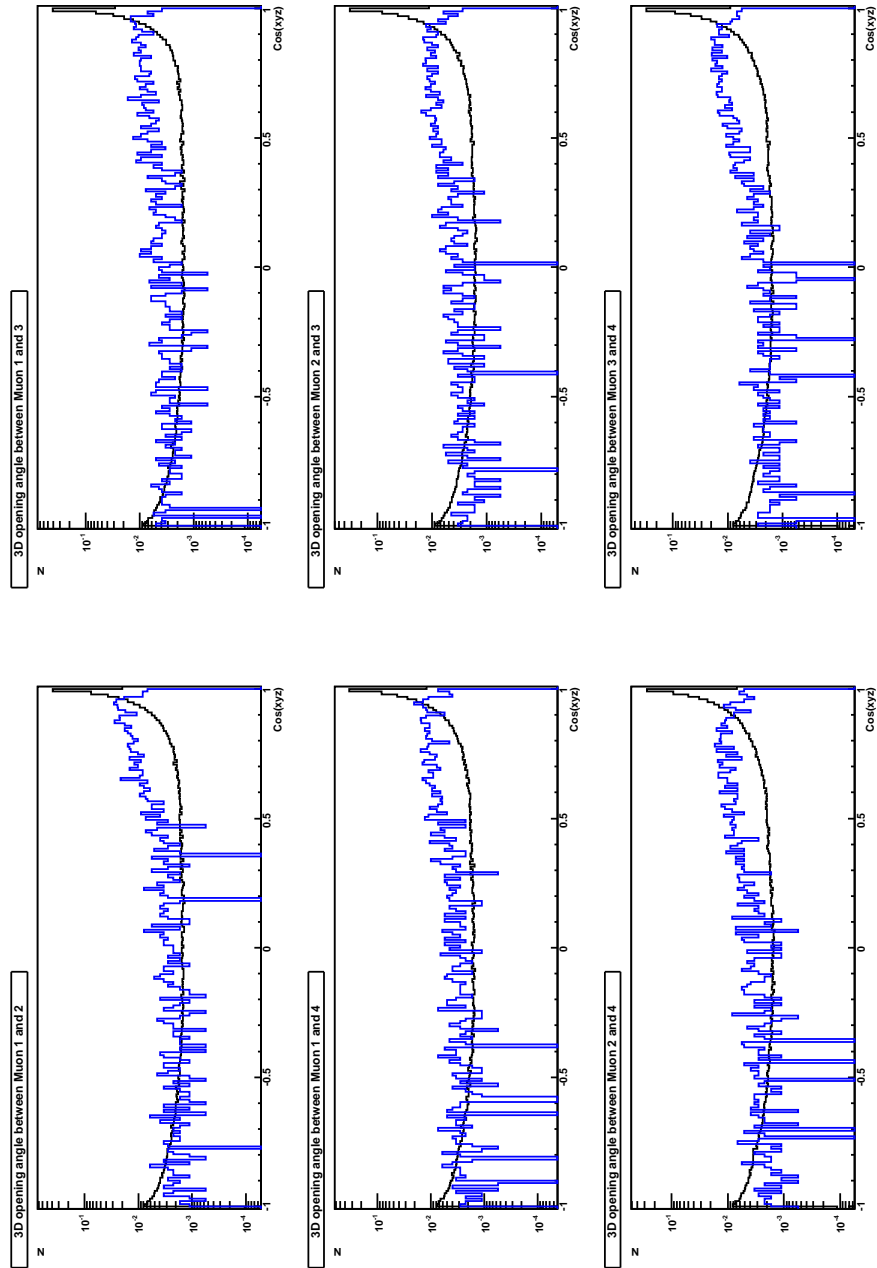 3D opening angle between Muon 1 and 2
N
10^-1
10^-2
10^-3
-1 -0.5 0 0.5 1
Cos(xyz)
3D opening angle between Muon 1 and 3
N
10^-1
10^-2
10^-3
-1 -0.5 0 0.5 1
Cos(xyz)
3D opening angle between Muon 1 and 4
N
10^-1
10^-2
10^-3
10^-4
-1 -0.5 0 0.5 1
Cos(xyz)
3D opening angle between Muon 2 and 3
N
10^-1
10^-2
10^-3
10^-4
-1 -0.5 0 0.5 1
Cos(xyz)
3D opening angle between Muon 2 and 4
N
10^-1
10^-2
10^-3
10^-4
-1 -0.5 0 0.5 1
Cos(xyz)
3D opening angle between Muon 3 and 4
N
10^-1
10^-2
10^-3
10^-4
-1 -0.5 0 0.5 1
Cos(xyz)